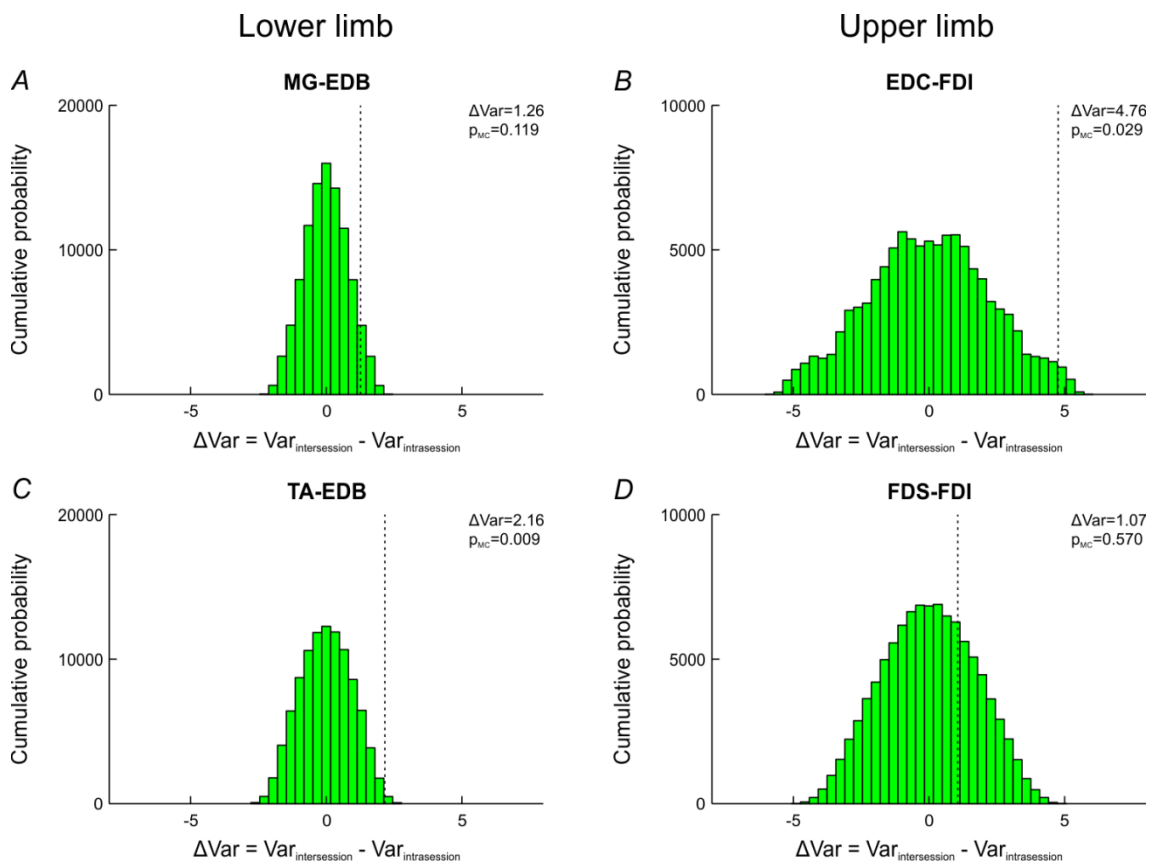 Lower limb
Upper limb
A
MG-EDB
20000
10000
0
Cumulative probability
ΔVar=1.26
pMC=0.119
-5 0 5
ΔVar = Varintersession - Varintrasession
B
EDC-FDI
10000
5000
0
Cumulative probability
ΔVar=4.76
pMC=0.029
-5 0 5
ΔVar = Varintersession - Varintrasession
C
TA-EDB
20000
10000
0
Cumulative probability
ΔVar=2.16
pMC=0.009
-5 0 5
ΔVar = Varintersession - Varintrasession
D
FDS-FDI
10000
5000
0
Cumulative probability
ΔVar=1.07
pMC=0.570
-5 0 5
ΔVar = Varintersession - Varintrasession